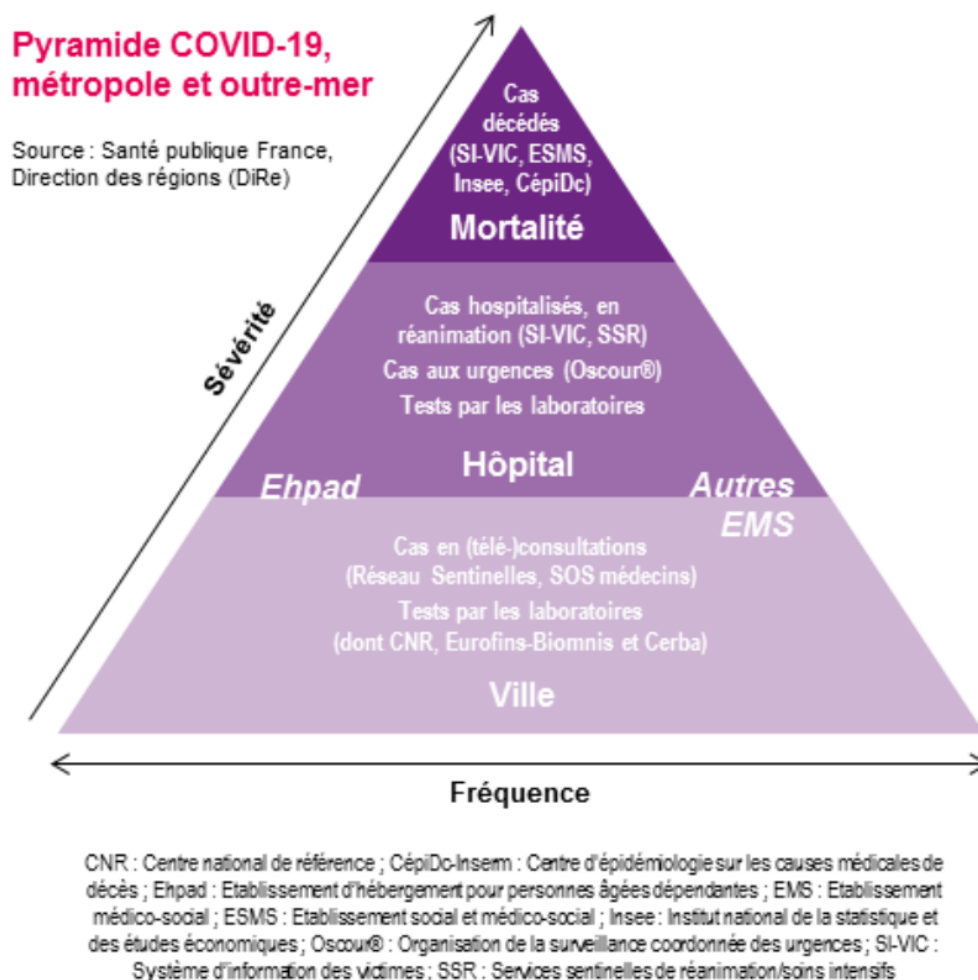 Pyramide COVID-19,
métropole et outre-mer
Source : Santé publique France,
Direction des régions (DiRe)
Sévérité
Cas
décédés
(SI-VIC, ESMS,
Insee, CépiDc)
Mortalité
Cas hospitalisés, en
réanimation (SI-VIC, SSR)
Cas aux urgences (Oscour®)
Tests par les laboratoires
Hôpital
Ehpad
Autres
EMS
Cas en (télé-)consultations
(Réseau Sentinelles, SOS médecins)
Tests par les laboratoires
(dont CNR, Eurofins-Biomnis et Cerba)
Ville
Fréquence
CNR : Centre national de référence ; CépiDc-Inserm : Centre d'épidémiologie sur les causes médicales de
décès ; Ehpad : Etablissement d'hébergement pour personnes âgées dépendantes ; EMS : Etablissement
médico-social ; ESMS : Etablissement social et médico-social ; Insee : Institut national de la statistique et
des études économiques ; Oscour® : Organisation de la surveillance coordonnée des urgences ; SI-VIC :
Système d'information des victimes ; SSR : Services sentinelles de réanimation/soins intensifs